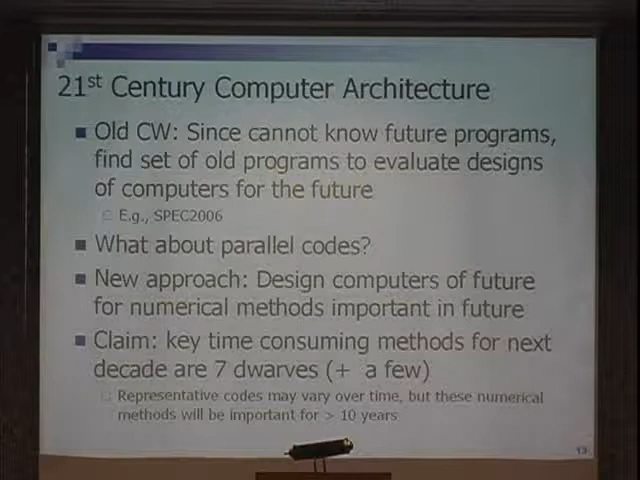 21st Century Computer Architecture
Old CW: Since cannot know future programs,
find set of old programs to evaluate designs
of computers for the future
E.g., SPEC2006
What about parallel codes?
New approach: Design computers of future
for numerical methods important in future
Claim: key time consuming methods for next
decade are 7 dwarves (+ a few)
Representative codes may vary over time, but these numerical
methods will be important for > 10 years
13